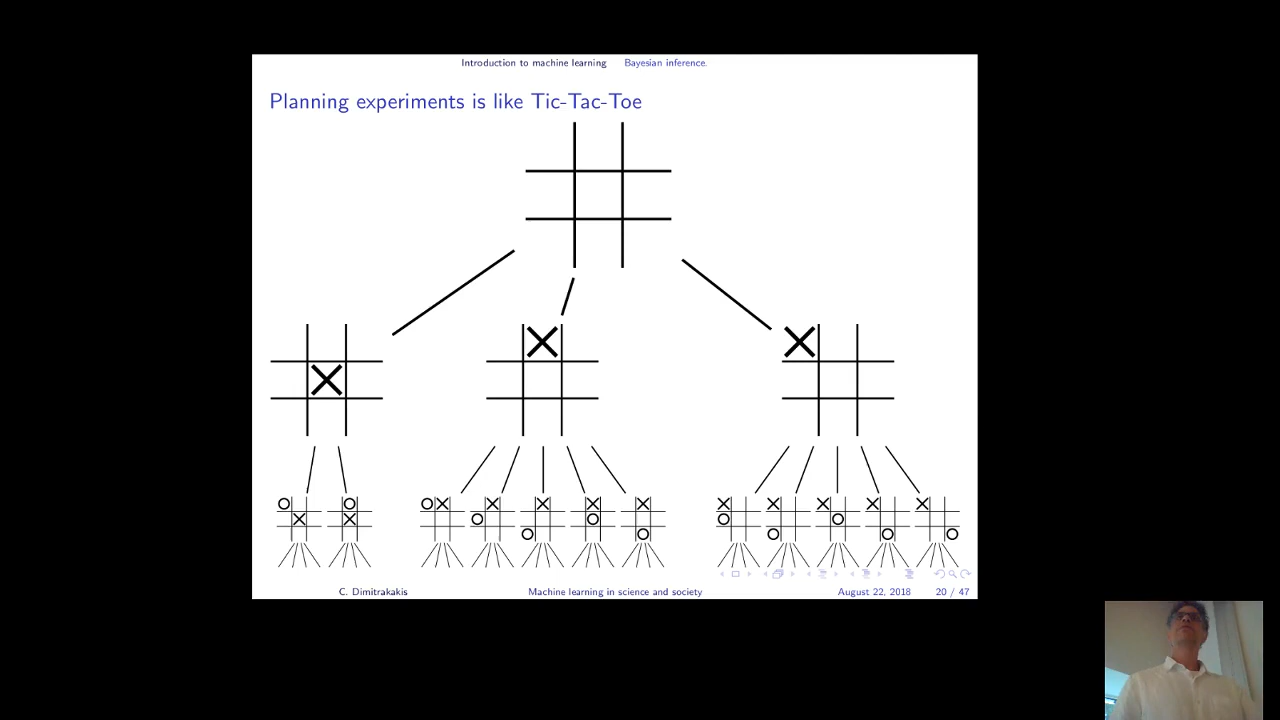 Introduction to machine learning Bayesian inference.
Planning experiments is like Tic-Tac-Toe
C. Dimitrakakis Machine learning in science and society August 22, 2018 20 / 47